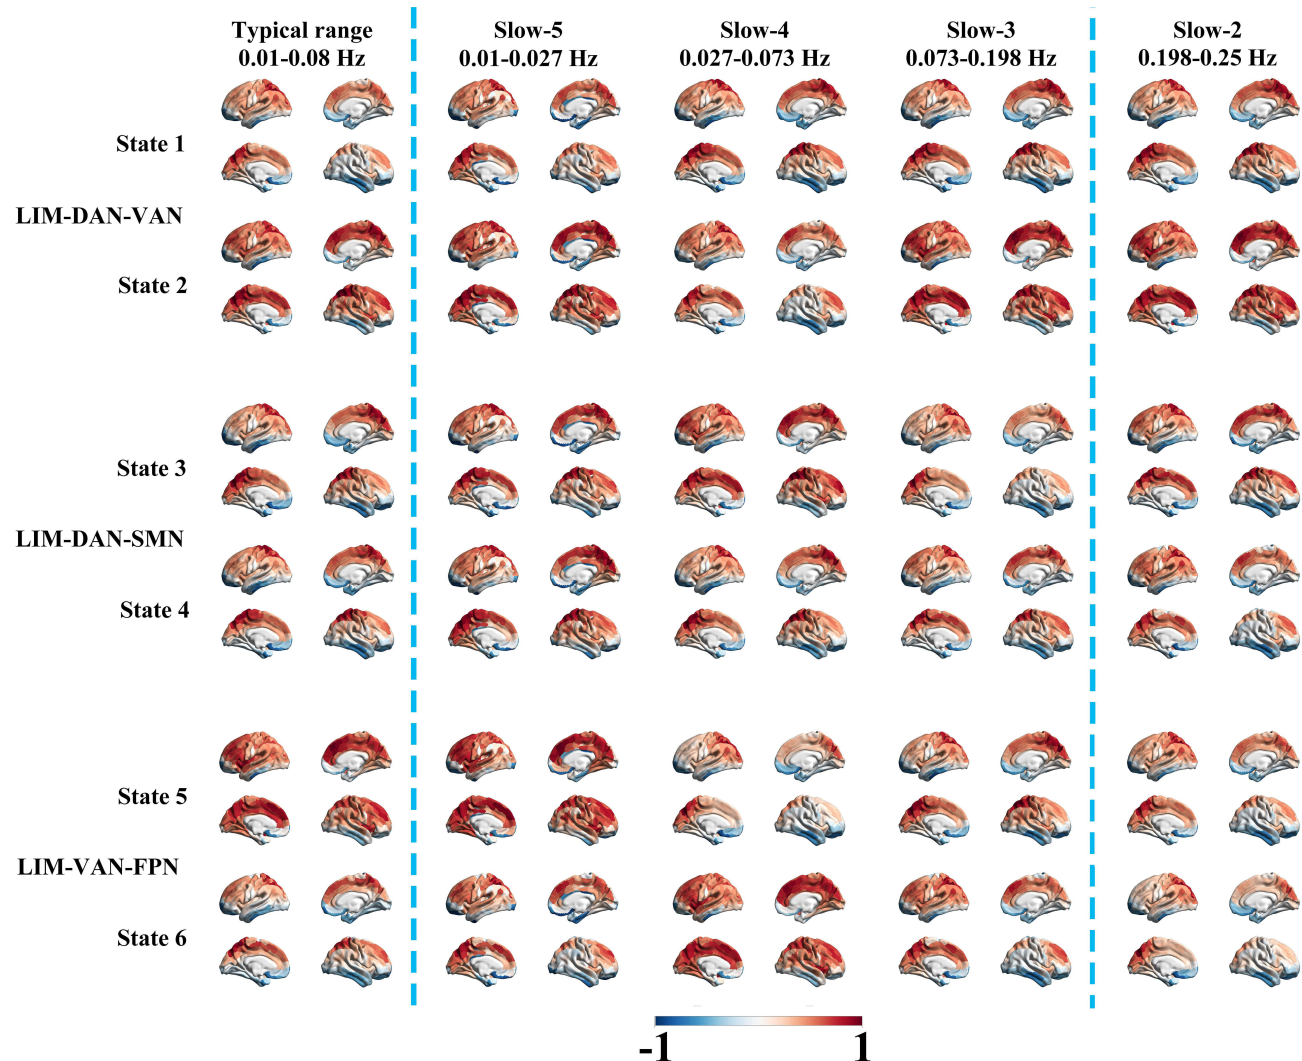 Typical range
0.01-0.08 Hz
Slow-5
0.01-0.027 Hz
Slow-4
0.027-0.073 Hz
Slow-3
0.073-0.198 Hz
Slow-2
0.198-0.25 Hz
State 1
LIM-DAN-VAN
State 2
State 3
LIM-DAN-SMN
State 4
State 5
LIM-VAN-FPN
State 6
-1 1